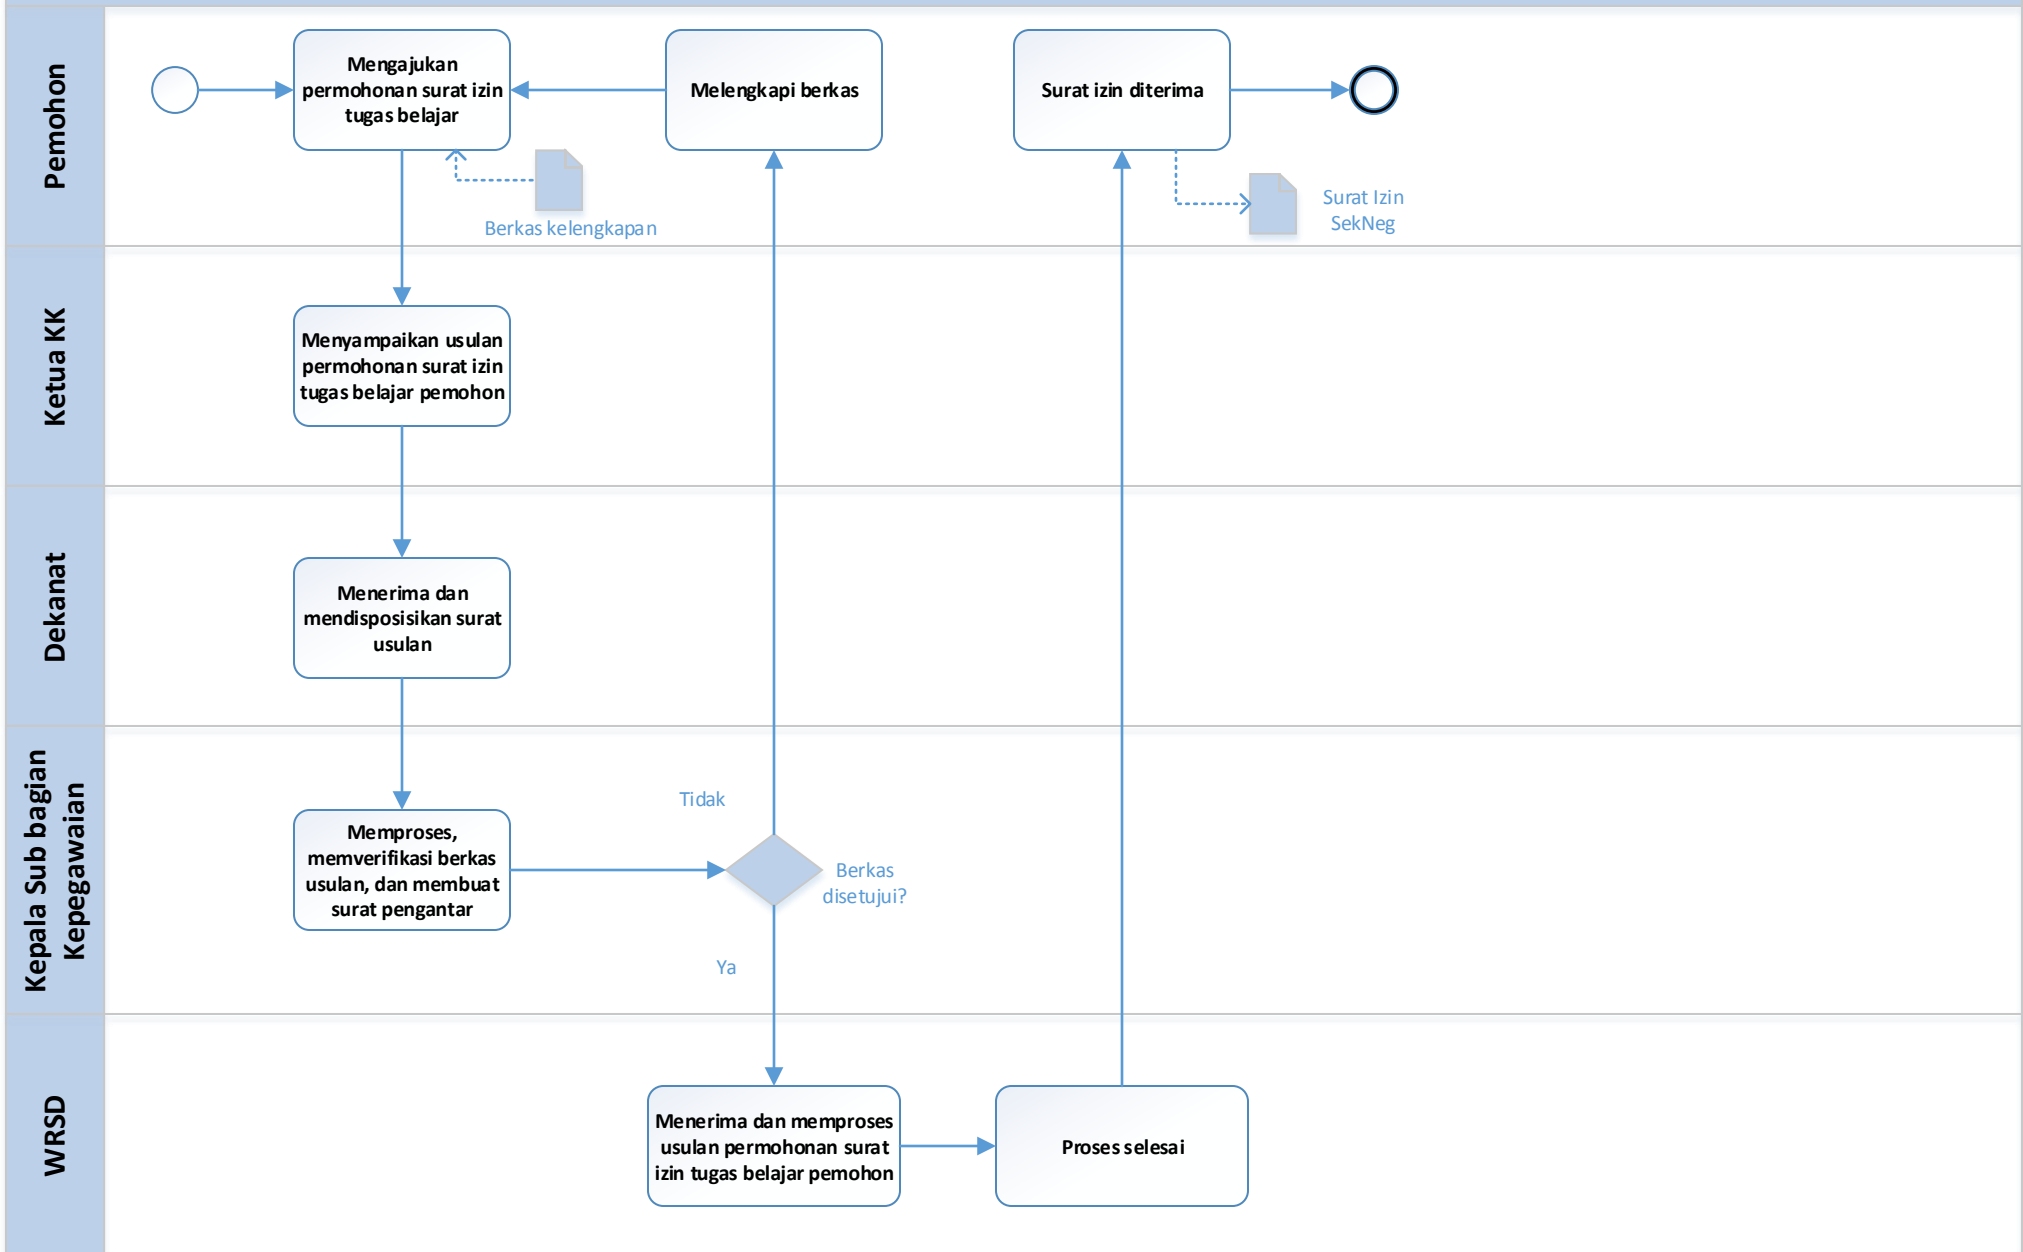 Pemohon
Mengajukan
permohonan surat izin
tugas belajar
Melengkapi berkas
Surat izin diterima
Berkas kelengkapan
Surat Izin
SekNeg
Ketua KK
Menyampaikan usulan
permohonan surat izin
tugas belajar pemohon
Dekanat
Menerima dan
mendisposisikan surat
usulan
Kepala Sub bagian
Kepegawaian
Memproses,
memverifikasi berkas
usulan, dan membuat
surat pengantar
Tidak
Berkas
disetujui?
Ya
WRSD
Menerima dan memproses
usulan permohonan surat
izin tugas belajar pemohon
Proses selesai